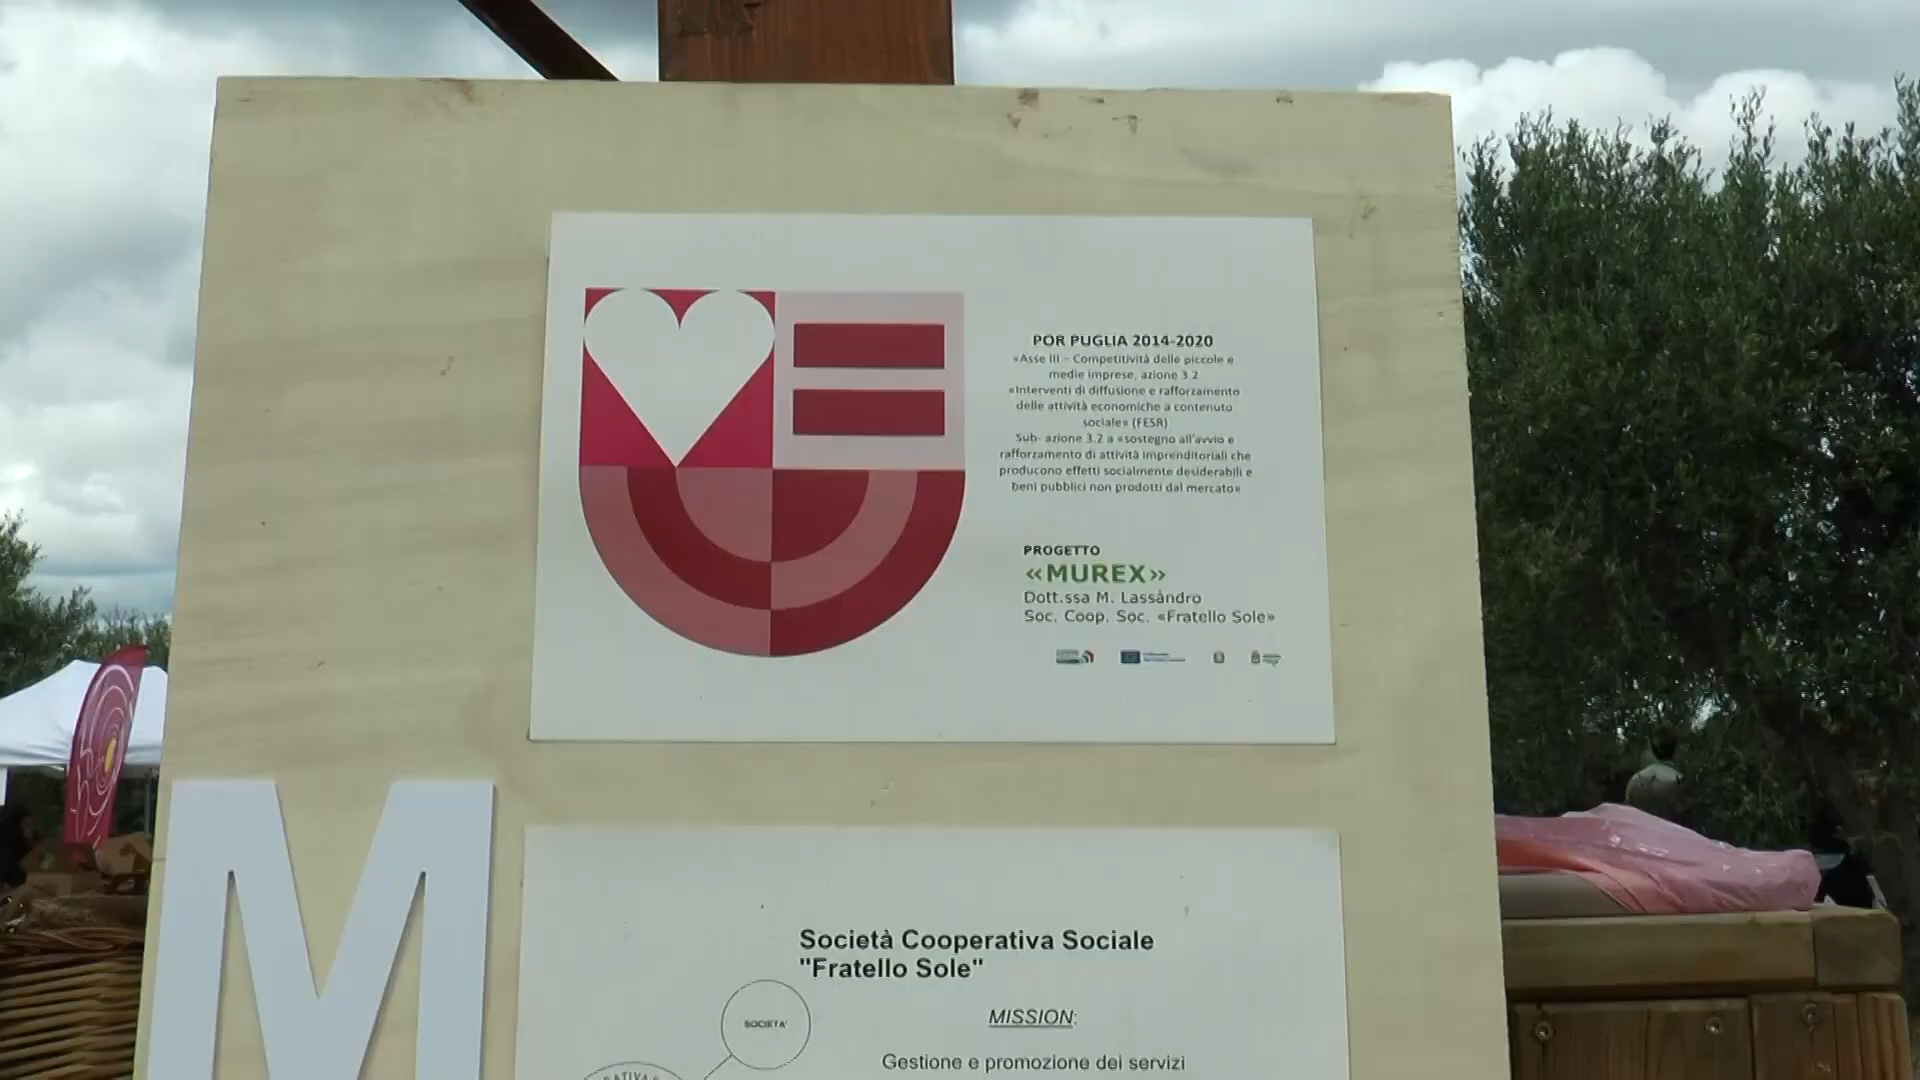 POR PUGLIA 2014-2020
«Asse III – Competitività delle piccole e
medie imprese, azione 3.2
«Interventi di diffusione e rafforzamento
delle attività economiche a contenuto
sociale» (FESR)
Sub- azione 3.2 a «sostegno all'avvio e
rafforzamento di attività imprenditoriali che
producono effetti socialmente desiderabili e
beni pubblici non prodotti dal mercato»
PROGETTO
«MUREX»
Dott.ssa M. Lassàndro
Soc. Coop. Soc. «Fratello Sole»
M
Società Cooperativa Sociale
"Fratello Sole"
SOCIETA'
MISSION:
Gestione e promozione dei servizi